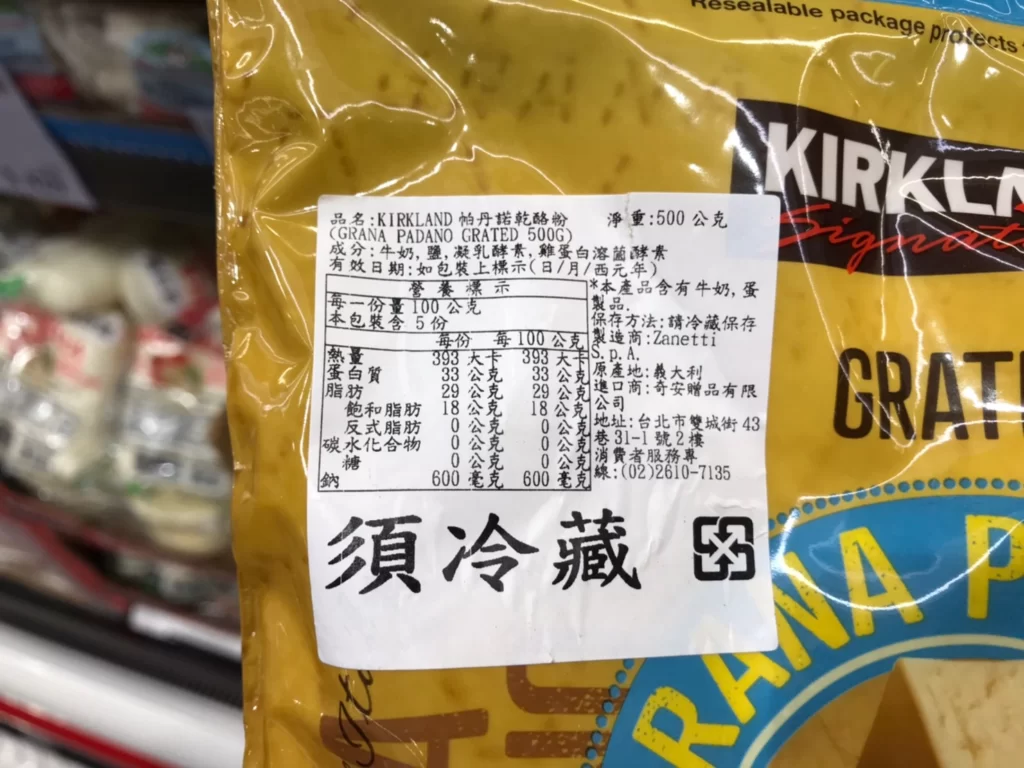 Resealable package protects
KIRKLA
Signat
GRAT
品名:KIRKLAND 帕丹諾乾酪粉 淨重:500 公克
(GRANA PADANO GRATED 500G)
成分:牛奶,鹽,凝乳酵素,雞蛋白溶菌酵素
有效日期:如包裝上標示(日/月/西元年)
營養標示
每一份量 100 公克
本包裝含 5 份
每份 每 100 公克
熱量 393 大卡 393 大卡
蛋白質 33 公克 33 公克
脂肪 29 公克 29 公克
飽和脂肪 18 公克 18 公克
反式脂肪 0 公克 0 公克
碳水化合物 0 公克 0 公克
糖 0 公克 0 公克
鈉 600 毫克 600 毫克
*本產品含有牛奶,蛋
製品.
保存方法:請冷藏保存
製造商:Zanetti
S.p.A.
原產地:義大利
進口商:奇安贈品有限
公司
地址:台北市雙城街 43
巷 31-1 號 2 樓
消費者服務專
線:(02)2610-7135
須冷藏
RANA P